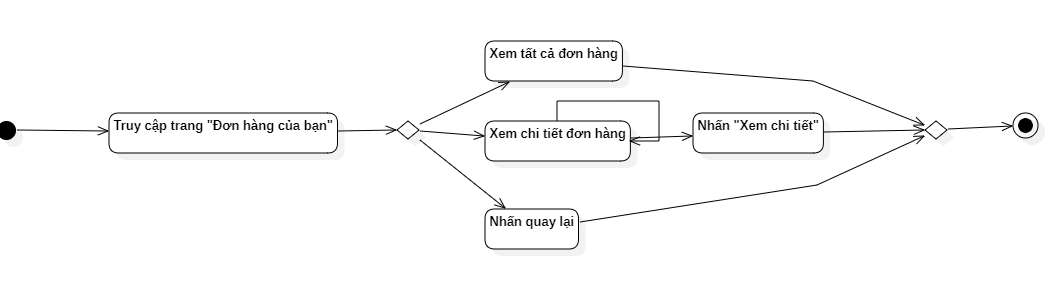 Xem tất cả đơn hàng
Truy cập trang "Đơn hàng của bạn"
Xem chi tiết đơn hàng
Nhấn "Xem chi tiết"
Nhấn quay lại